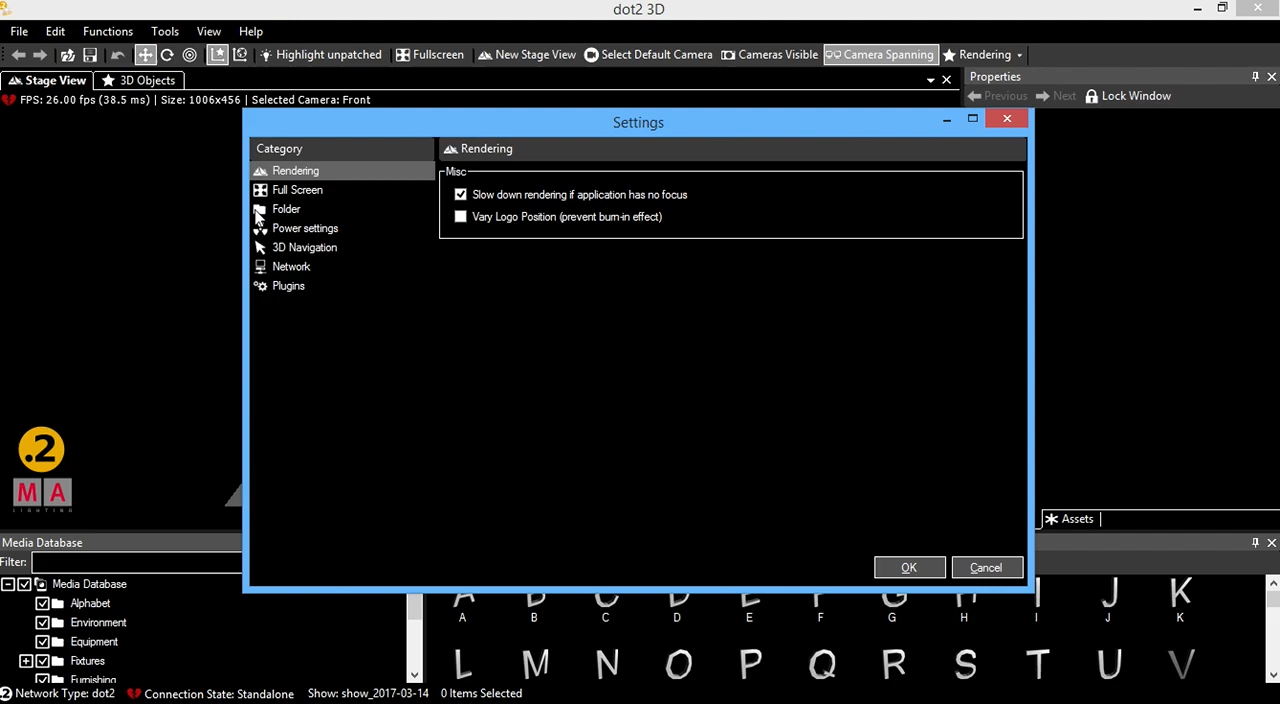 dot2 3D
File Edit Functions Tools View Help
Highlight unpatched Fullscreen New Stage View Select Default Camera Cameras Visible Camera Spanning Rendering
Stage View 3D Objects
Properties
FPS: 26.00 fps (38.5 ms) | Size: 1006x456 | Selected Camera: Front
Previous Next Lock Window
Settings
Category
Rendering
Rendering
Full Screen
Folder
Power settings
3D Navigation
Network
Plugins
Misc
Slow down rendering if application has no focus
Vary Logo Position (prevent burn-in effect)
OK Cancel
.2
MA
LIGHTING
Assets
Media Database
Filter:
Media Database
Alphabet
Environment
Equipment
Fixtures
Furnishing
A B C D E F G H I J K
A B C D E F G H I J K
L M N O P Q R S T U V
Network Type: dot2 Connection State: Standalone Show: show_2017-03-14 0 Items Selected